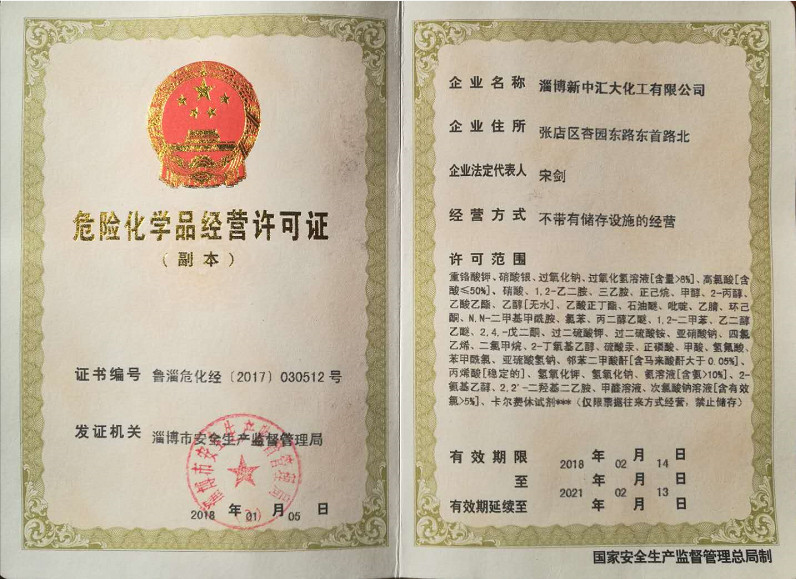 危险化学品经营许可证
（副本）
证书编号 鲁淄危化经〔2017〕030512号
发证机关 淄博市安全生产监督管理局
2018 年 01 月 05 日
企业名称 淄博新中汇大化工有限公司
企业住所 张店区杏园东路东首路北
企业法定代表人 宋剑
经营方式 不带有储存设施的经营
许可范围
重铬酸钾、硝酸银、过氧化钠、过氧化氢溶液[含量>8%]、高氯酸[含
酸≤50%]、硝酸、1,2-乙二胺、三乙胺、正己烷、甲醇、2-丙醇、
乙酸乙酯、乙醇[无水]、乙酸正丁酯、石油醚、吡啶、乙腈、环己
酮、N,N-二甲基甲酰胺、氯苯、丙二醇乙醚、1,2-二甲苯、乙二醇
乙醚、2,4,-戊二酮、过二硫酸钾、过二硫酸铵、亚硝酸钠、四氯
乙烯、二氯甲烷、2-丁氧基乙醇、硫酸汞、正磷酸、甲酸、氢氟酸、
苯甲酰氯、亚硫酸氢钠、邻苯二甲酸酐[含马来酸酐大于0.05%]、
丙烯酸[稳定的]、氢氧化钾、氢氧化钠、氨溶液[含氨>10%]、2-
氨基乙醇、2,2'-二羟基二乙胺、甲醛溶液、次氯酸钠溶液[含有效
氯>5%]、卡尔费休试剂***（仅限票据往来方式经营，禁止储存）
有效期限 2018 年 02 月 14 日
至 2021 年 02 月 13 日
有效期延续至 年 月 日
国家安全生产监督管理总局制